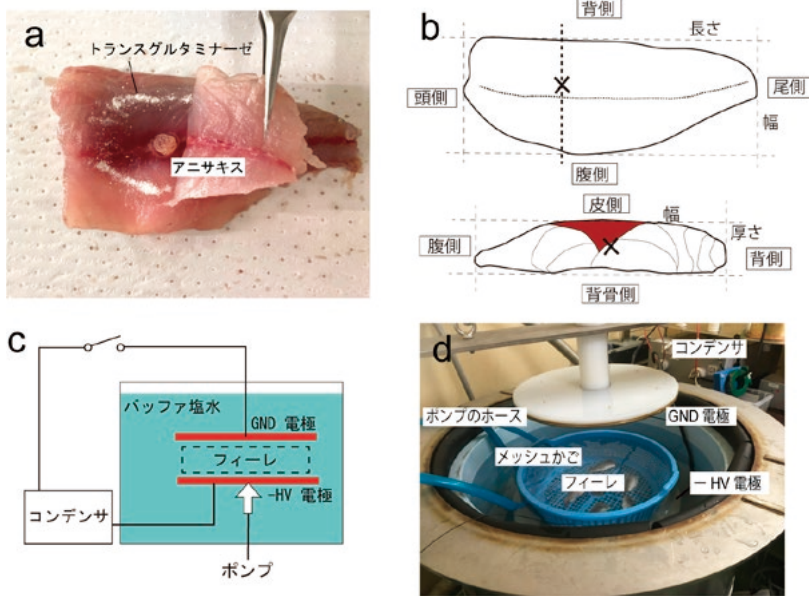 a
トランスグルタミナーゼ
アニサキス
b
背側
長さ
頭側
尾側
幅
腹側
皮側
幅
厚さ
腹側
背側
背骨側
c
バッファ塩水
GND 電極
フィーレ
-HV 電極
コンデンサ
ポンプ
d
コンデンサ
ポンプのホース
GND 電極
メッシュかご
フィーレ
－HV 電極